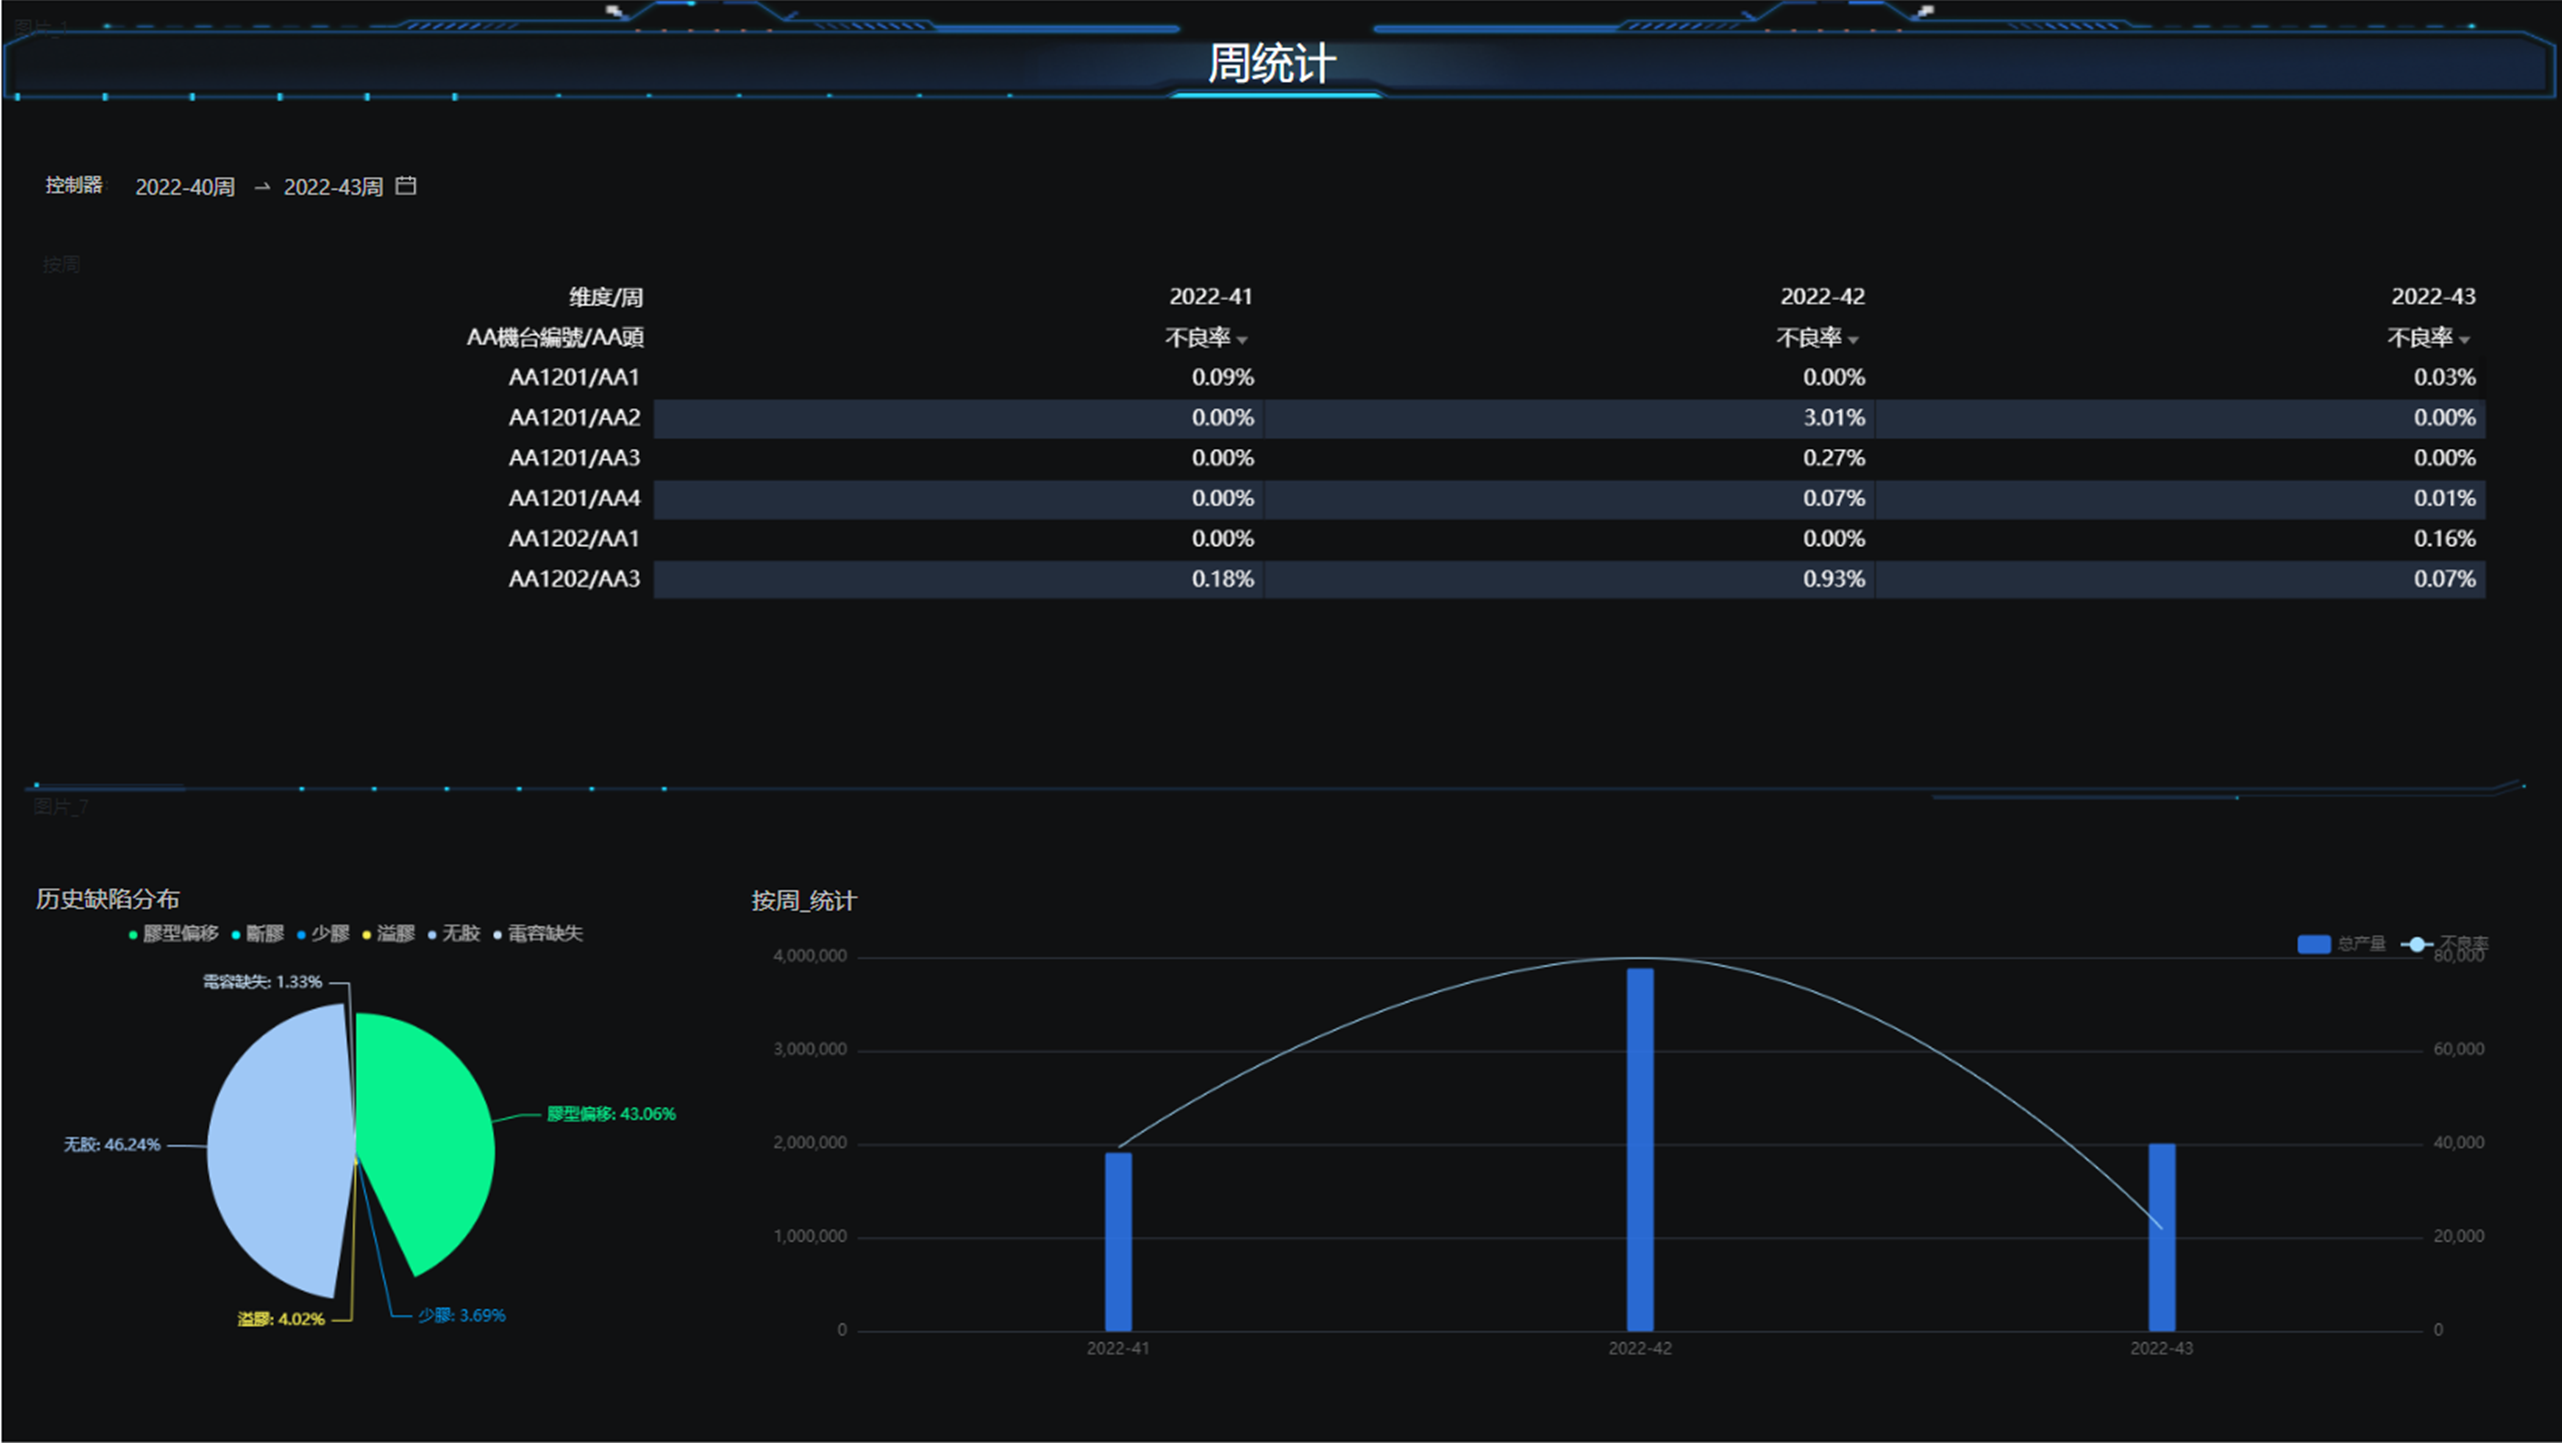 图片_1
周统计
控制器 2022-40周 → 2022-43周
按周
维度/周 2022-41 2022-42 2022-43
AA機台編號/AA頭 不良率 不良率 不良率
AA1201/AA1 0.09% 0.00% 0.03%
AA1201/AA2 0.00% 3.01% 0.00%
AA1201/AA3 0.00% 0.27% 0.00%
AA1201/AA4 0.00% 0.07% 0.01%
AA1202/AA1 0.00% 0.00% 0.16%
AA1202/AA3 0.18% 0.93% 0.07%
图片_7
历史缺陷分布
膠型偏移 斷膠 少膠 溢膠 无胶 電容缺失
電容缺失: 1.33%
膠型偏移: 43.06%
无胶: 46.24%
溢膠: 4.02%
少膠: 3.69%
按周_统计
总产量 不良率
4,000,000 80,000
3,000,000 60,000
2,000,000 40,000
1,000,000 20,000
0 0
2022-41 2022-42 2022-43